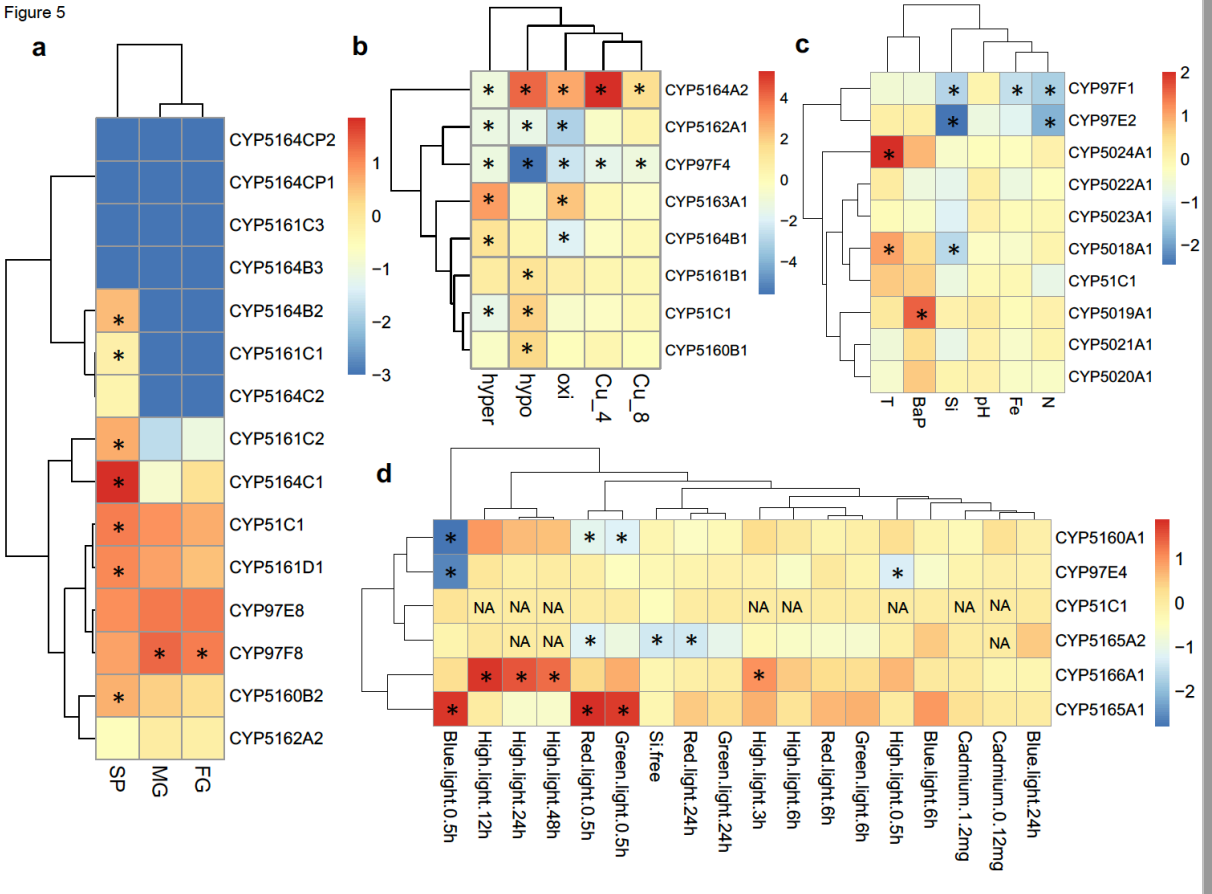 Figure 5
a
CYP5164CP2
CYP5164CP1
CYP5161C3
CYP5164B3
CYP5164B2
*
CYP5161C1
*
CYP5164C2
CYP5161C2
*
CYP5164C1
*
CYP51C1
*
CYP5161D1
*
CYP97E8
CYP97F8
* *
CYP5160B2
*
CYP5162A2
SP MG FG
1
0
−1
−2
−3
b
* * * * * CYP5164A2
* * * CYP5162A1
* * * * * CYP97F4
* * CYP5163A1
* * CYP5164B1
* CYP5161B1
* * CYP51C1
* CYP5160B1
hyper hypo oxi Cu_4 Cu_8
4
2
0
−2
−4
c
* * * CYP97F1
* * CYP97E2
* CYP5024A1
CYP5022A1
CYP5023A1
* * CYP5018A1
CYP51C1
* CYP5019A1
CYP5021A1
CYP5020A1
T BaP Si pH Fe N
2
1
0
−1
−2
d
* * * CYP5160A1
* * CYP97E4
NA NA NA NA NA NA NA NA CYP51C1
NA NA * * * NA CYP5165A2
* * * * CYP5166A1
* * * CYP5165A1
Blue.light.0.5h
High.light.12h
High.light.24h
High.light.48h
Red.light.0.5h
Green.light.0.5h
Si.free
Red.light.24h
Green.light.24h
High.light.3h
High.light.6h
Red.light.6h
Green.light.6h
High.light.0.5h
Blue.light.6h
Cadmium.1.2mg
Cadmium.0.12mg
Blue.light.24h
1
0
−1
−2